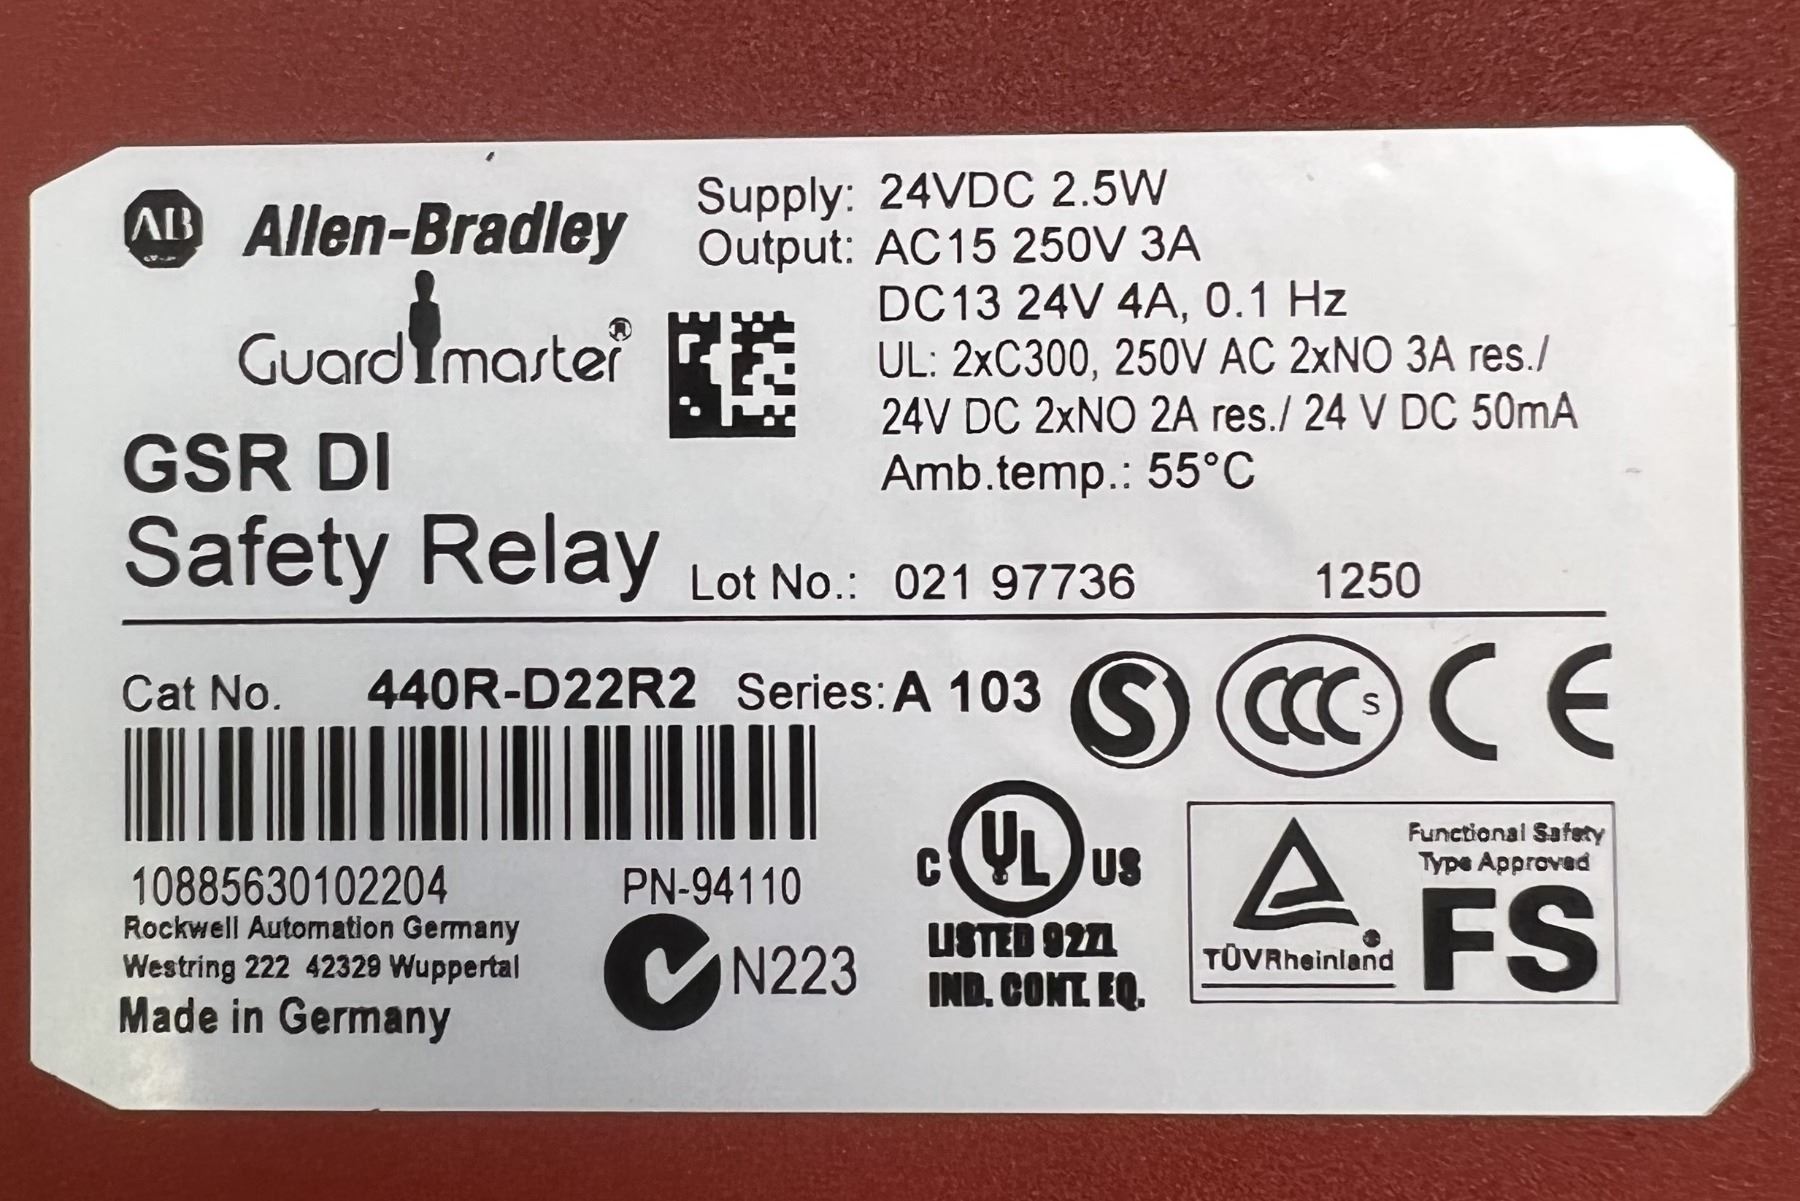 AB
Allen-Bradley
Guardmaster®
GSR DI
Safety Relay
Supply: 24VDC 2.5W
Output: AC15 250V 3A
DC13 24V 4A, 0.1 Hz
UL: 2xC300, 250V AC 2xNO 3A res./
24V DC 2xNO 2A res./ 24 V DC 50mA
Amb.temp.: 55°C
Lot No.: 021 97736 1250
Cat No. 440R-D22R2 Series: A 103
S CCC S CE
10885630102204 PN-94110
Rockwell Automation Germany
Westring 222 42329 Wuppertal
Made in Germany
N223
C UL US
LISTED 92ZL
IND. CONT. EQ.
Functional Safety
Type Approved
FS
TÜVRheinland